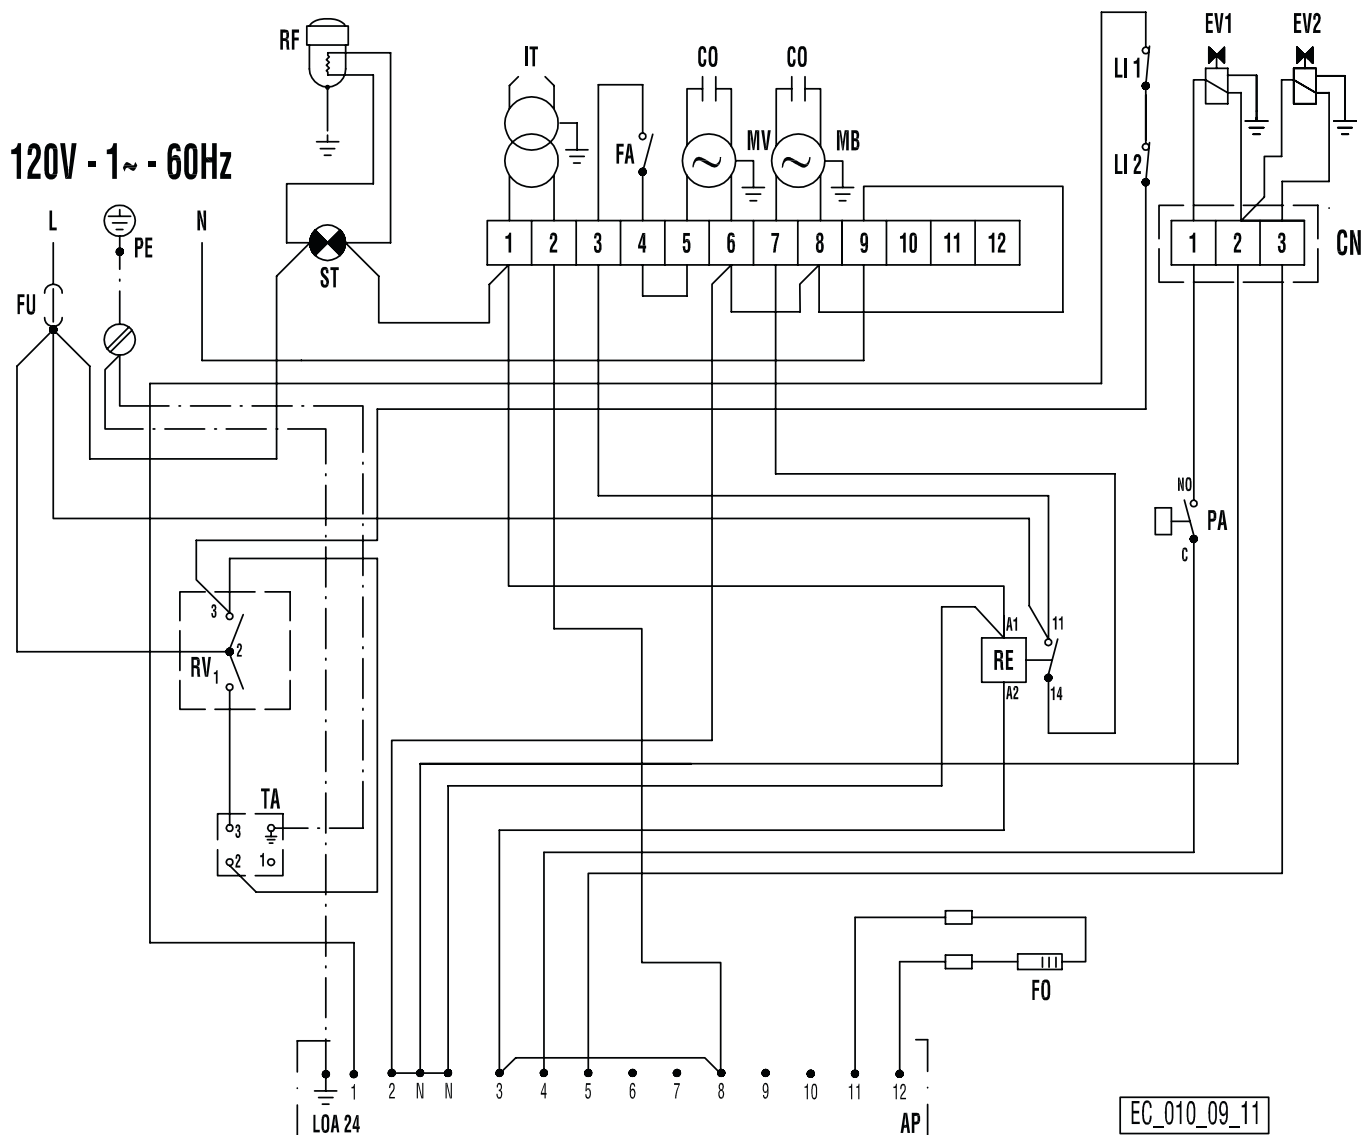 RF
IT
CO
CO
EV1
EV2
LI 1
120V - 1~ - 60Hz
FA
MV
MB
LI 2
L
PE
N
ST
1 2 3 4 5 6 7 8 9 10 11 12
1 2 3
CN
FU
NO
PA
C
3
2
RV
1
A1
11
RE
A2
14
TA
3
2
1
FO
1 2 N N 3 4 5 6 7 8 9 10 11 12
LOA 24
AP
EC_010_09_11